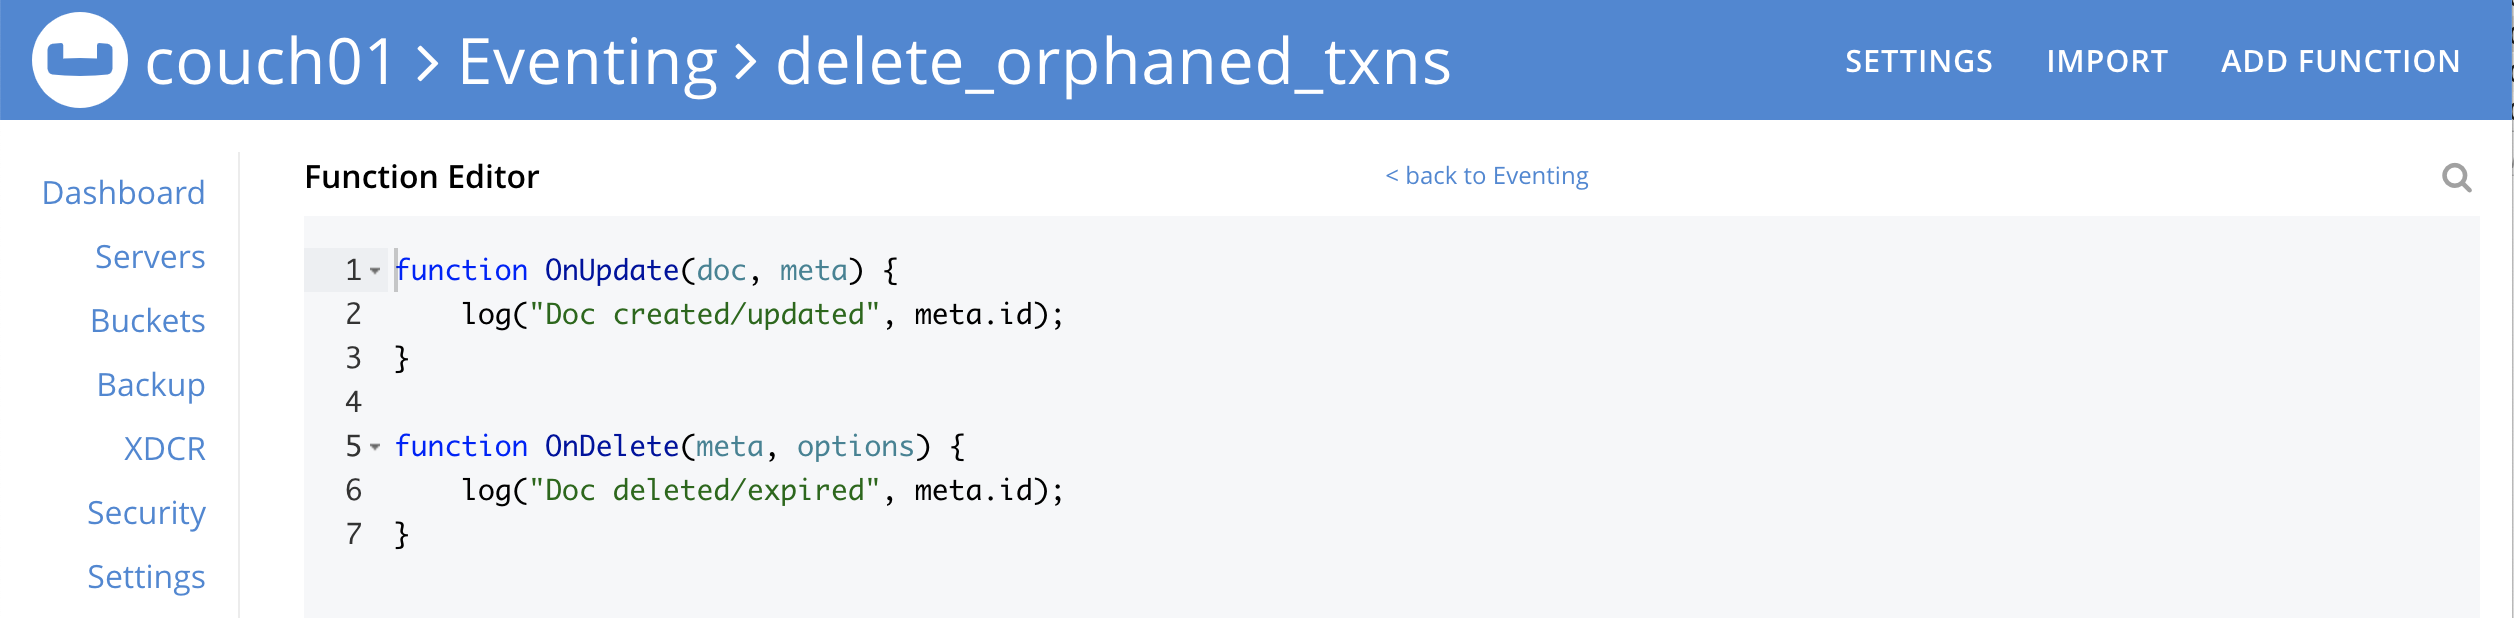 couch01 > Eventing > delete_orphaned_txns
SETTINGS IMPORT ADD FUNCTION
Dashboard
Servers
Buckets
Backup
XDCR
Security
Settings
Function Editor
< back to Eventing
1 function OnUpdate(doc, meta) {
2     log("Doc created/updated", meta.id);
3 }
4
5 function OnDelete(meta, options) {
6     log("Doc deleted/expired", meta.id);
7 }